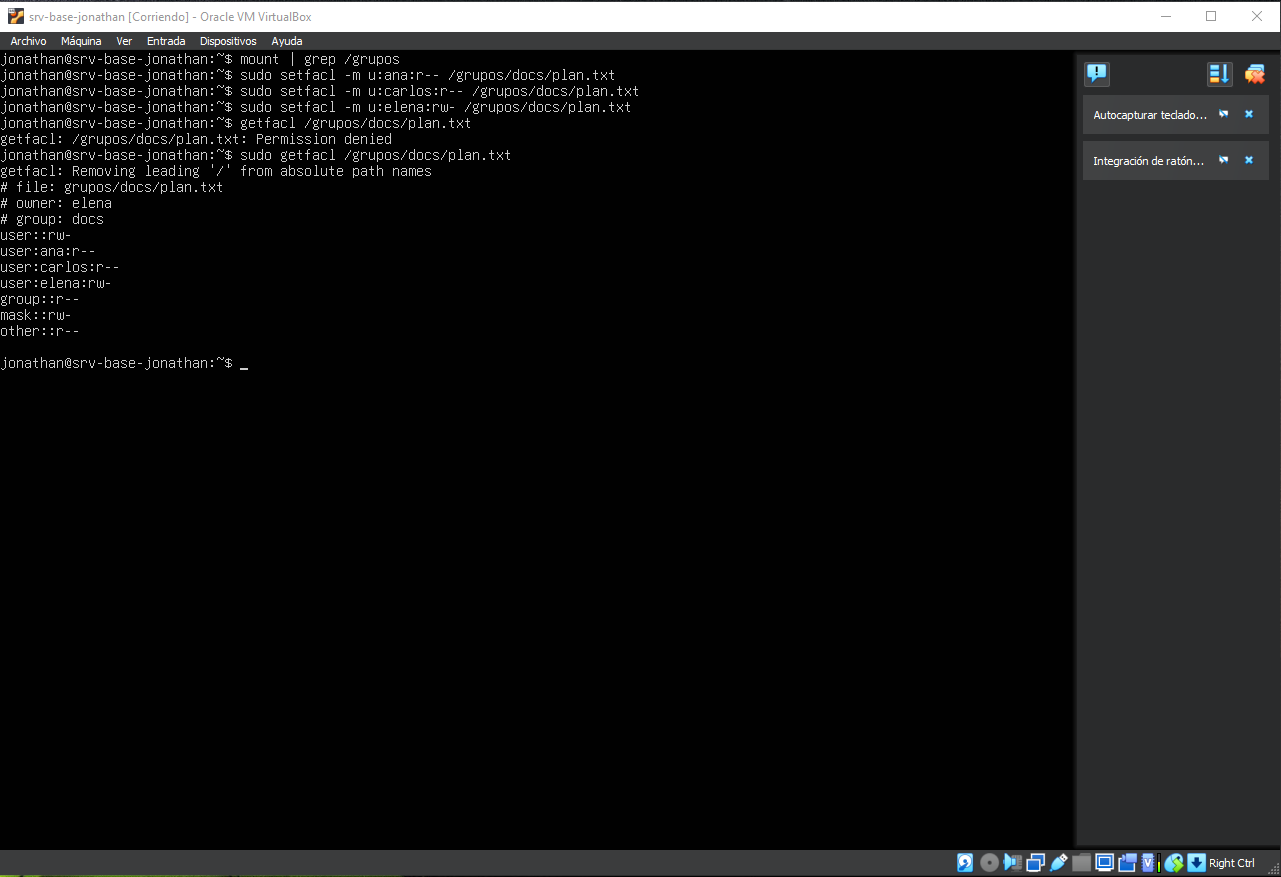 srv-base-jonathan [Corriendo] - Oracle VM VirtualBox
Archivo Máquina Ver Entrada Dispositivos Ayuda
jonathan@srv-base-jonathan:~$ mount | grep /grupos
jonathan@srv-base-jonathan:~$ sudo setfacl -m u:ana:r-- /grupos/docs/plan.txt
jonathan@srv-base-jonathan:~$ sudo setfacl -m u:carlos:r-- /grupos/docs/plan.txt
jonathan@srv-base-jonathan:~$ sudo setfacl -m u:elena:rw- /grupos/docs/plan.txt
jonathan@srv-base-jonathan:~$ getfacl /grupos/docs/plan.txt
getfacl: /grupos/docs/plan.txt: Permission denied
jonathan@srv-base-jonathan:~$ sudo getfacl /grupos/docs/plan.txt
getfacl: Removing leading '/' from absolute path names
# file: grupos/docs/plan.txt
# owner: elena
# group: docs
user::rw-
user:ana:r--
user:carlos:r--
user:elena:rw-
group::r--
mask::rw-
other::r--
jonathan@srv-base-jonathan:~$ _
Autocapturar teclado...
Integración de ratón...
Right Ctrl